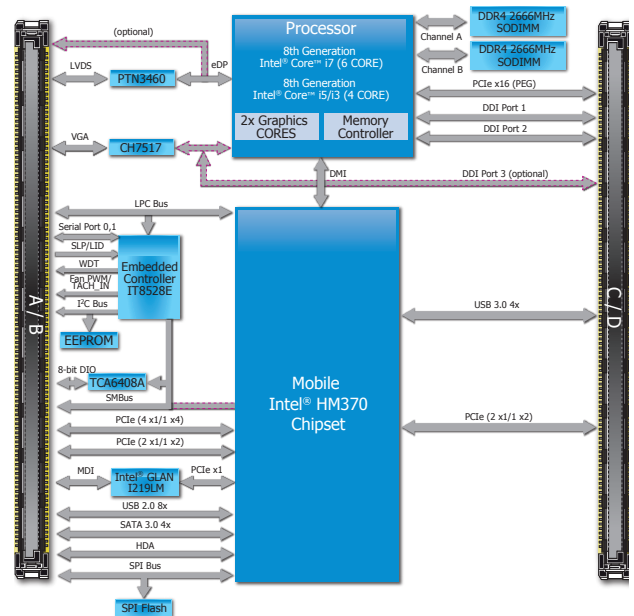 (optional)
LVDS
PTN3460
eDP
Processor
8th Generation
Intel® Core™ i7 (6 CORE)
8th Generation
Intel® Core™ i5/i3 (4 CORE)
2x Graphics
CORES
Memory
Controller
Channel A
DDR4 2666MHz
SODIMM
Channel B
DDR4 2666MHz
SODIMM
PCIe x16 (PEG)
DDI Port 1
DDI Port 2
VGA
CH7517
DMI
DDI Port 3 (optional)
LPC Bus
Serial Port 0,1
SLP/LID
WDT
Fan PWM/
TACH_IN
I²C Bus
Embedded
Controller
IT8528E
EEPROM
8-bit DIO
TCA6408A
SMBus
PCIe (4 x1/1 x4)
PCIe (2 x1/1 x2)
MDI
Intel® GLAN
I219LM
PCIe x1
USB 2.0 8x
SATA 3.0 4x
HDA
SPI Bus
SPI Flash
Mobile
Intel® HM370
Chipset
USB 3.0 4x
PCIe (2 x1/1 x2)
A / B
C / D